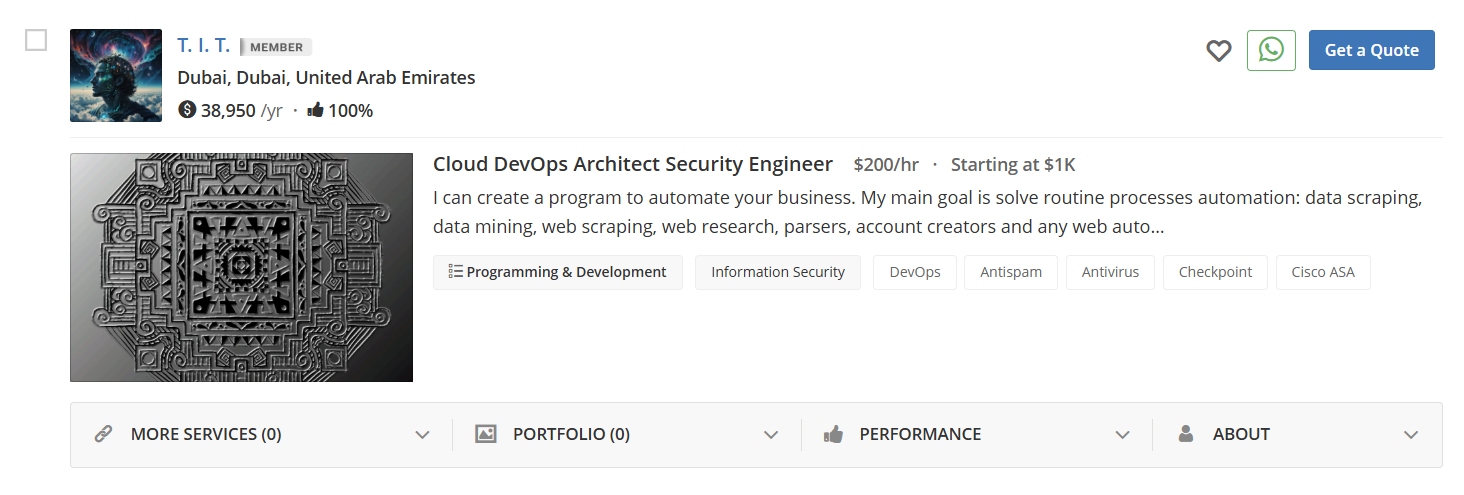 T. I. T. MEMBER
Get a Quote
Dubai, Dubai, United Arab Emirates
$ 38,950 /yr · 100%
Cloud DevOps Architect Security Engineer $200/hr · Starting at $1K
I can create a program to automate your business. My main goal is solve routine processes automation: data scraping,
data mining, web scraping, web research, parsers, account creators and any web auto...
Programming & Development Information Security DevOps Antispam Antivirus Checkpoint Cisco ASA
MORE SERVICES (0) PORTFOLIO (0) PERFORMANCE ABOUT